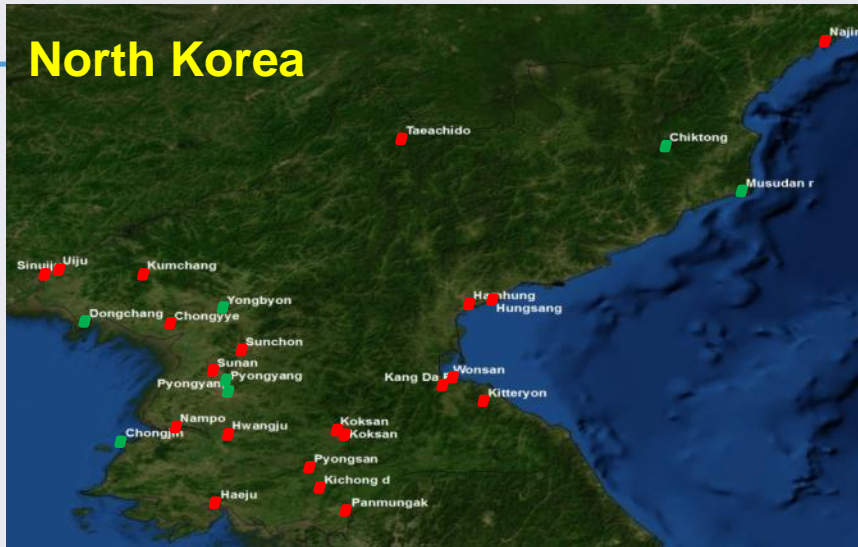 North Korea
Najin
Taeachido
Chiktong
Musudan r
Sinuiju
Uiju
Kumchang
Yongbyon
Dongchang
Chongyye
Hamhung
Hungsang
Sunchon
Sunan
Pyongyang
Pyongyang
Kang Da
Wonsan
Kitteryon
Nampo
Chongjin
Hwangju
Koksan
Koksan
Pyongsan
Kichong d
Haeju
Panmungak